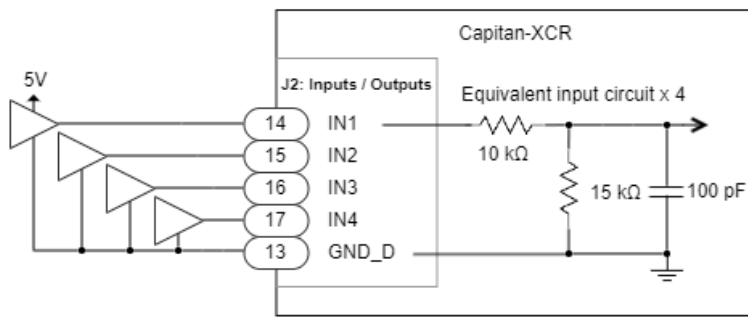 Capitan-XCR
5V
J2: Inputs / Outputs
Equivalent input circuit x 4
14 IN1
10 kΩ
15 IN2
16 IN3
15 kΩ
100 pF
17 IN4
13 GND_D